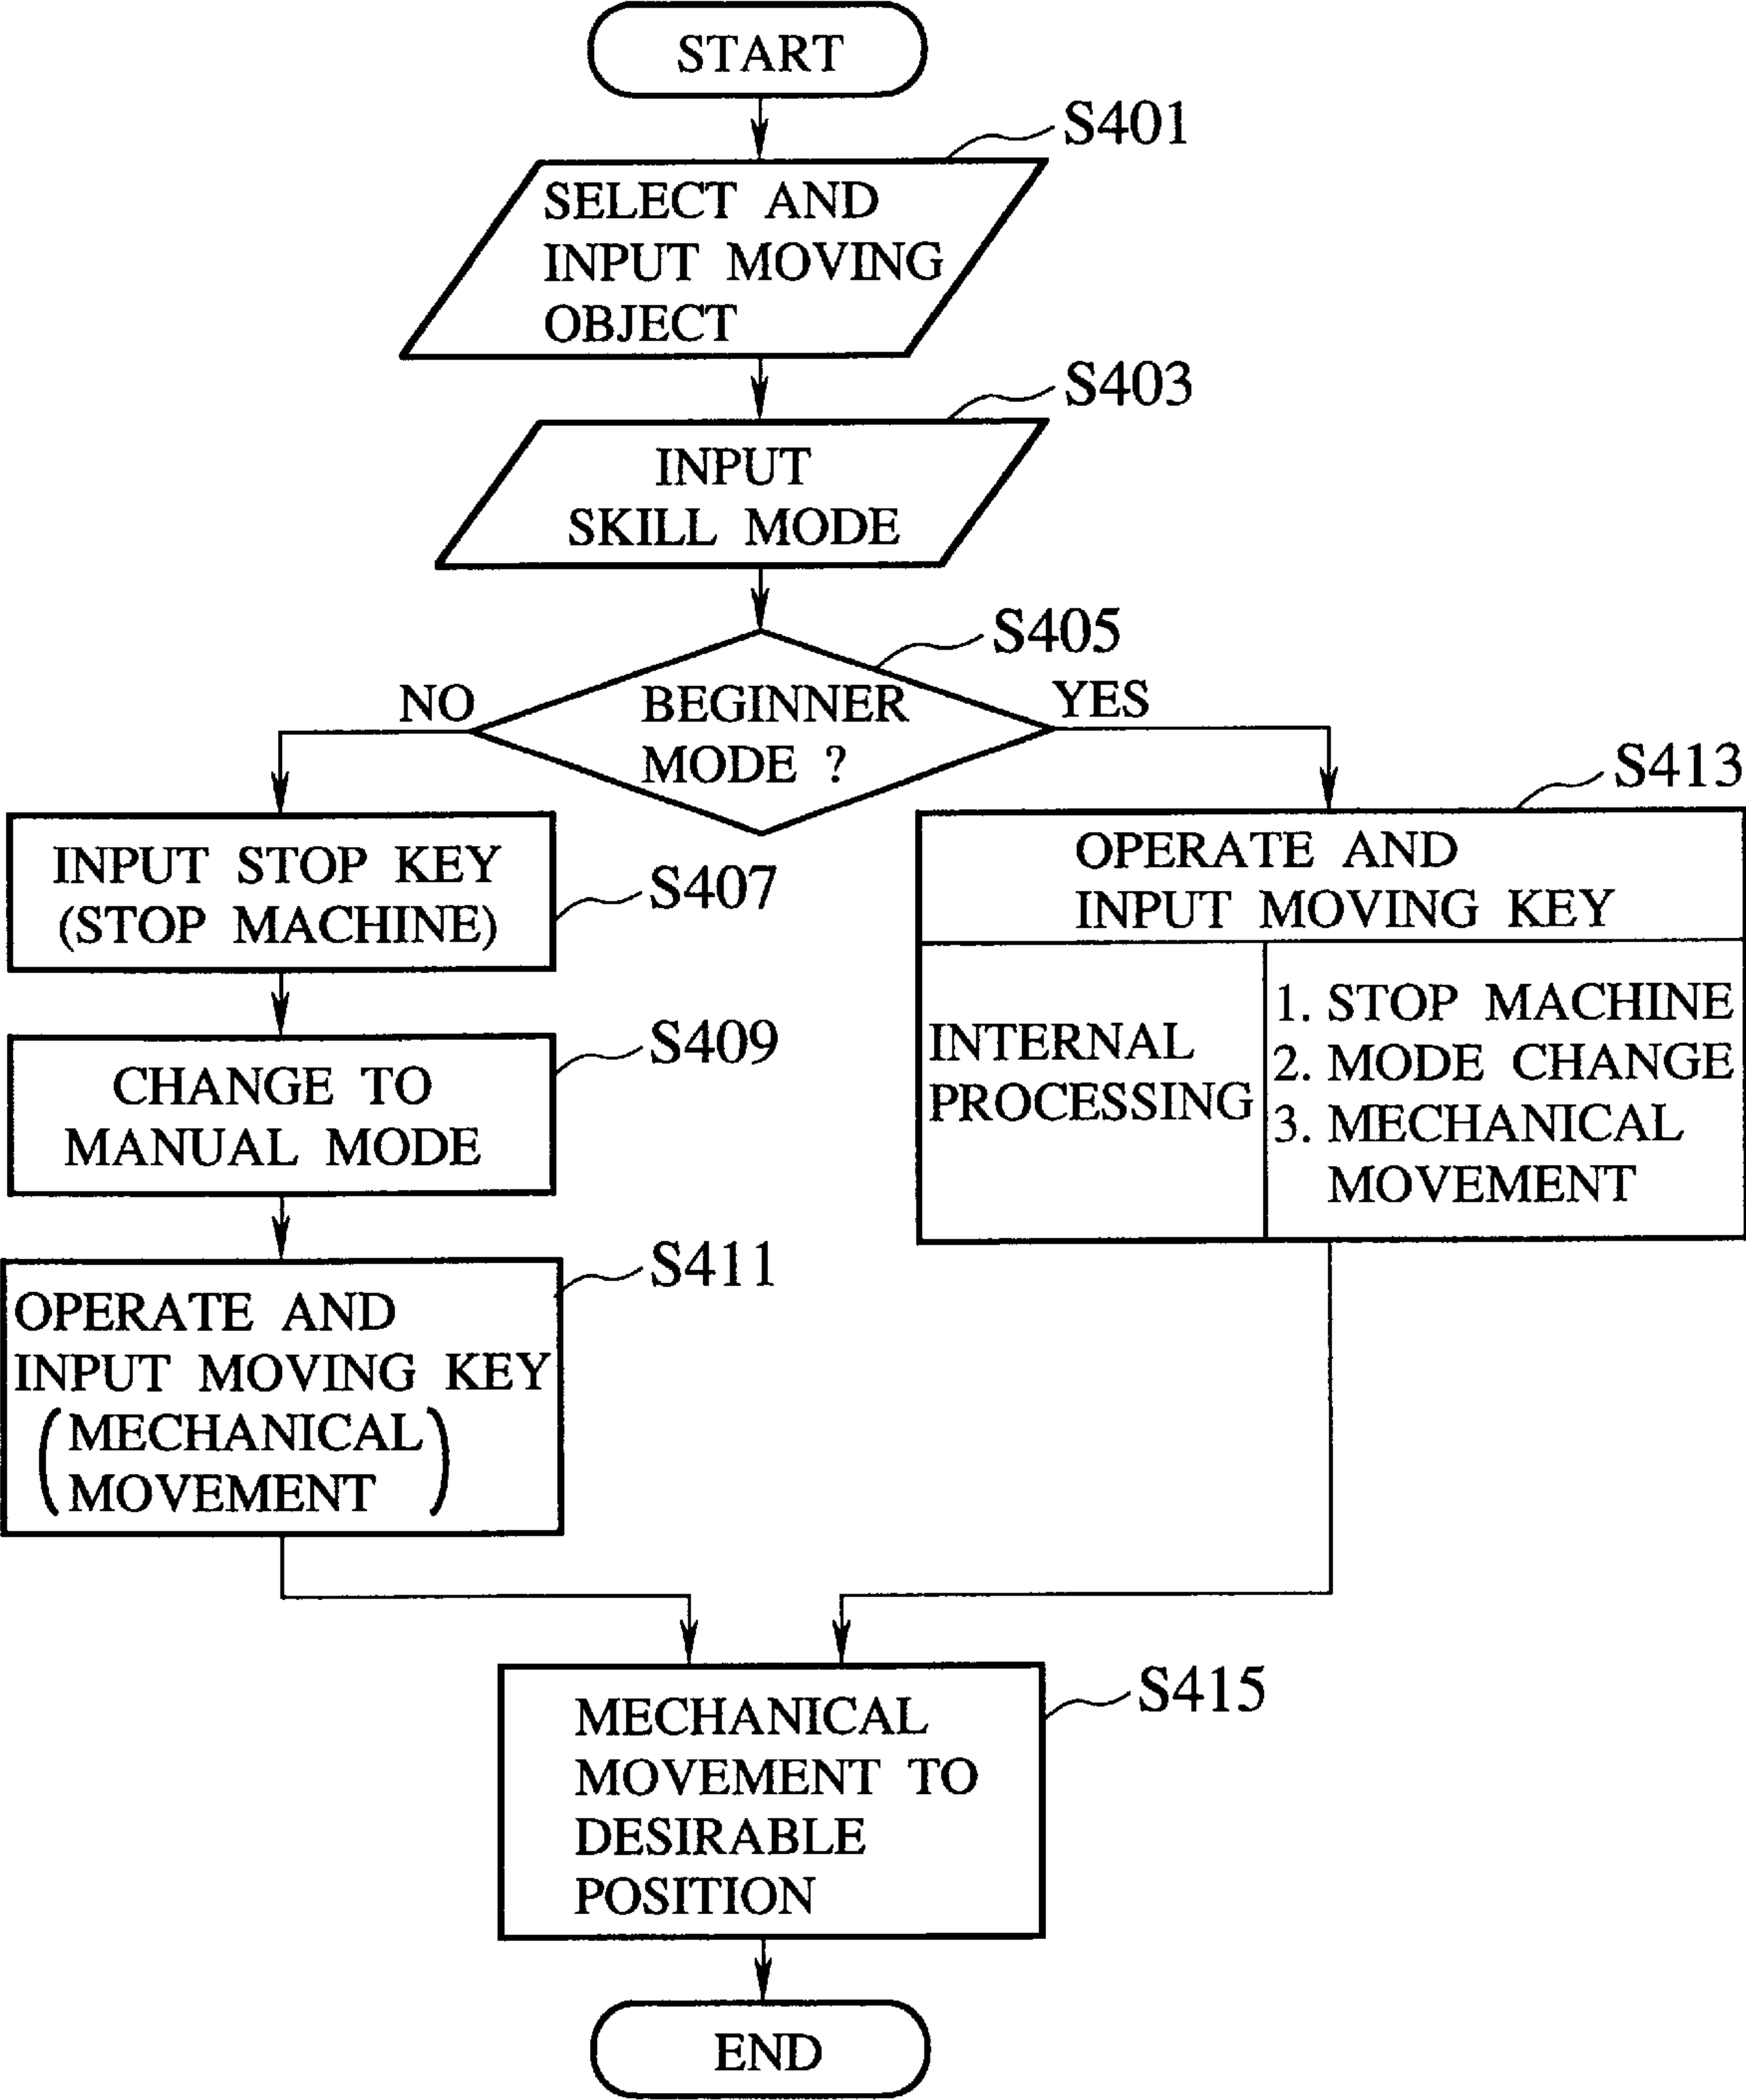 START
S401
SELECT AND
INPUT MOVING
OBJECT
S403
INPUT
SKILL MODE
S405
NO
BEGINNER
MODE ?
YES
INPUT STOP KEY
(STOP MACHINE)
S407
CHANGE TO
MANUAL MODE
S409
OPERATE AND
INPUT MOVING KEY
(MECHANICAL
MOVEMENT)
S411
S413
OPERATE AND
INPUT MOVING KEY
INTERNAL
PROCESSING
1. STOP MACHINE
2. MODE CHANGE
3. MECHANICAL
MOVEMENT
S415
MECHANICAL
MOVEMENT TO
DESIRABLE
POSITION
END